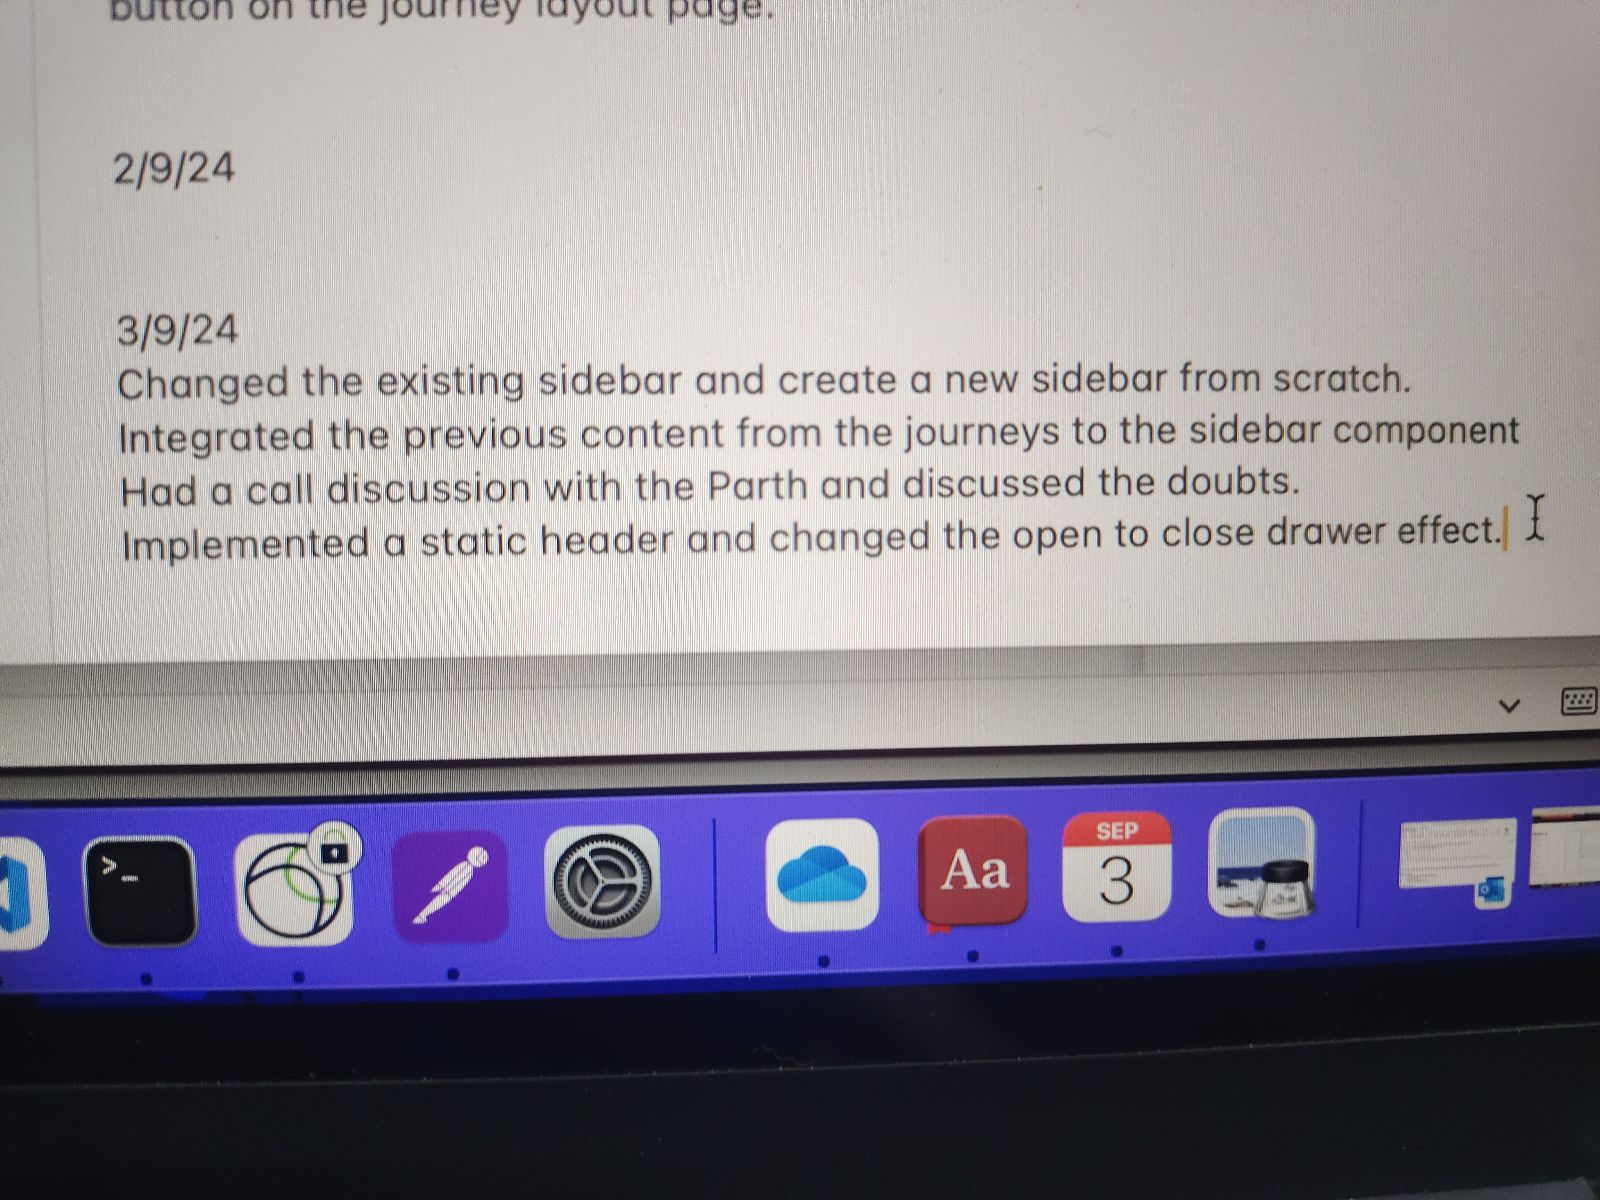 button on the journey layout page.
2/9/24
3/9/24
Changed the existing sidebar and create a new sidebar from scratch.
Integrated the previous content from the journeys to the sidebar component
Had a call discussion with the Parth and discussed the doubts.
Implemented a static header and changed the open to close drawer effect.
>_
Aa
SEP
3